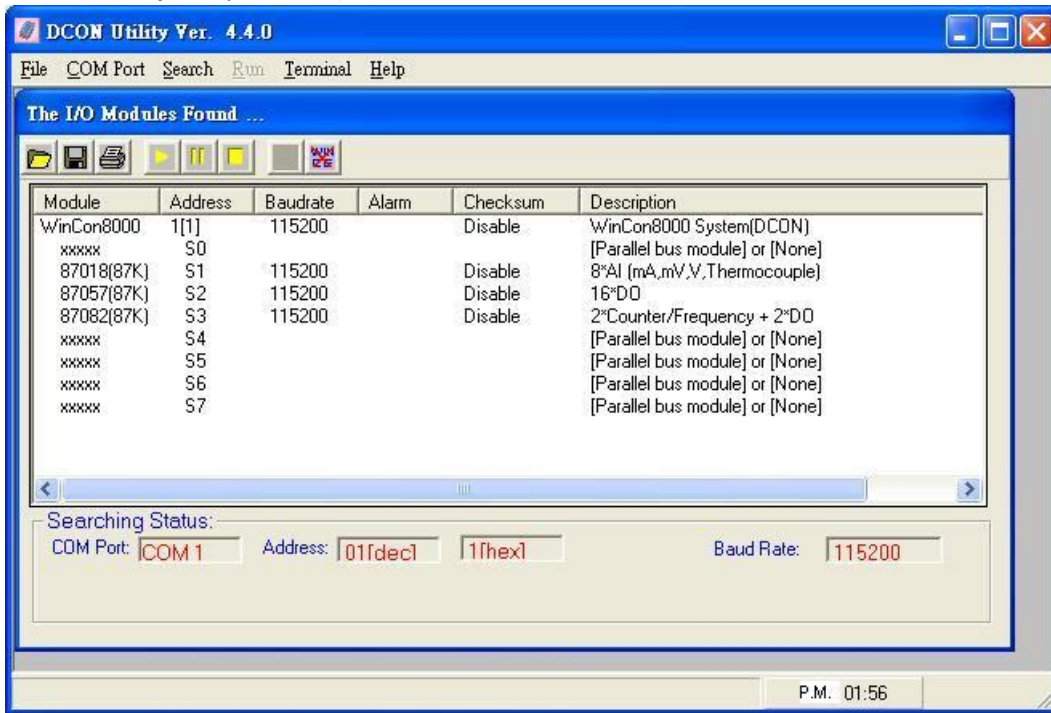 DCON Utility Ver. 4.4.0
File COM Port Search Run Terminal Help
The I/O Modules Found ...
Module Address Baudrate Alarm Checksum Description
WinCon8000 1[1] 115200 Disable WinCon8000 System(DCON)
xxxxx S0 [Parallel bus module] or [None]
87018(87K) S1 115200 Disable 8*AI (mA,mV,V,Thermocouple)
87057(87K) S2 115200 Disable 16*DO
87082(87K) S3 115200 Disable 2*Counter/Frequency + 2*DO
xxxxx S4 [Parallel bus module] or [None]
xxxxx S5 [Parallel bus module] or [None]
xxxxx S6 [Parallel bus module] or [None]
xxxxx S7 [Parallel bus module] or [None]
Searching Status:
COM Port: COM 1 Address: 01[dec] 1[hex] Baud Rate: 115200
P.M. 01:56